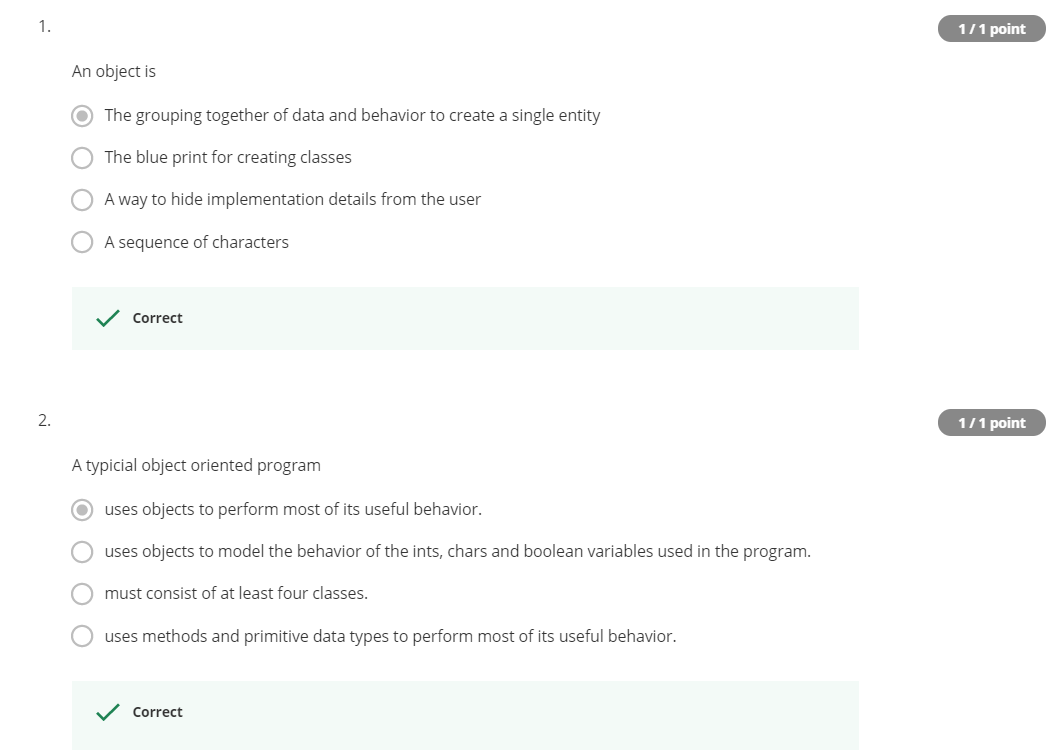 1.
1 / 1 point
An object is
The grouping together of data and behavior to create a single entity
The blue print for creating classes
A way to hide implementation details from the user
A sequence of characters
Correct
2.
1 / 1 point
A typicial object oriented program
uses objects to perform most of its useful behavior.
uses objects to model the behavior of the ints, chars and boolean variables used in the program.
must consist of at least four classes.
uses methods and primitive data types to perform most of its useful behavior.
Correct